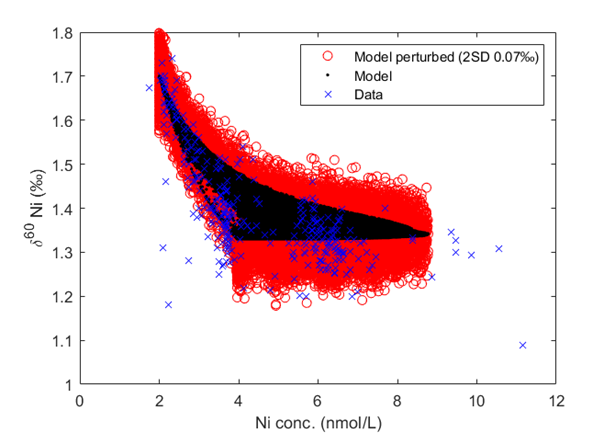 1.8
1.7
1.6
1.5
1.4
1.3
1.2
1.1
1
δ60 Ni (‰)
Model perturbed (2SD 0.07‰)
Model
Data
0 2 4 6 8 10 12
Ni conc. (nmol/L)